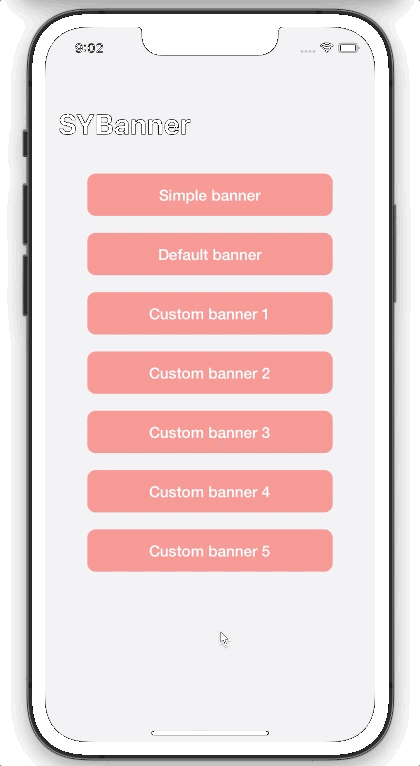 9:02
SYBanner
Simple banner
Default banner
Custom banner 1
Custom banner 2
Custom banner 3
Custom banner 4
Custom banner 5